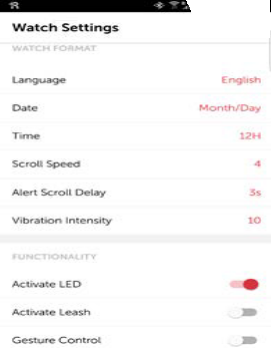 Watch Settings
WATCH FORMAT
Language English
Date Month/Day
Time 12H
Scroll Speed 4
Alert Scroll Delay 3s
Vibration Intensity 10
FUNCTIONALITY
Activate LED
Activate Leash
Gesture Control